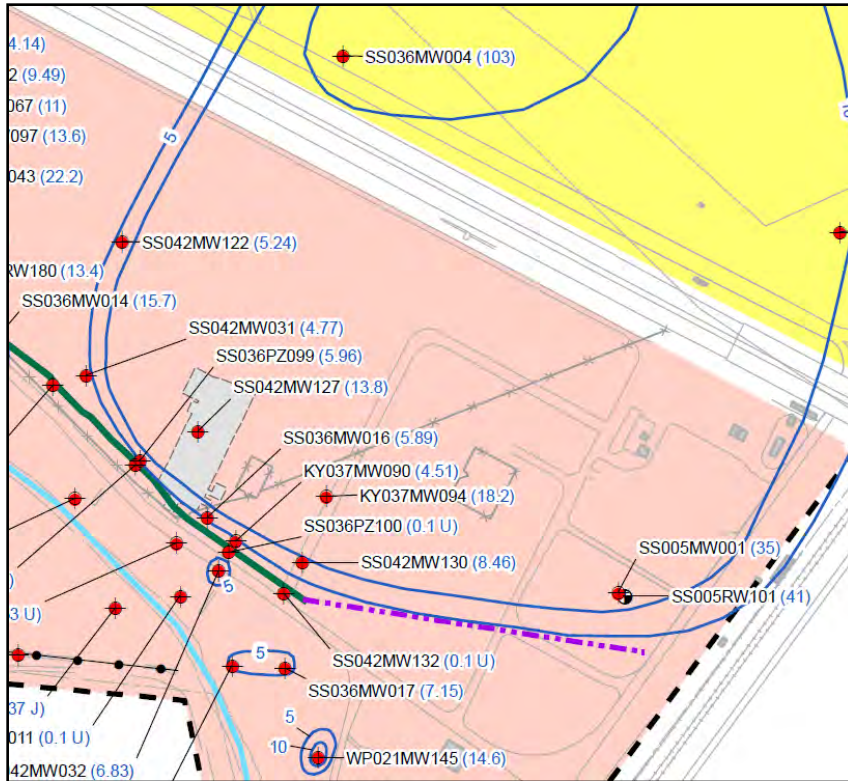 4.14)
SS036MW004 (103)
2 (9.49)
067 (11)
5
097 (13.6)
043 (22.2)
SS042MW122 (5.24)
RW180 (13.4)
SS036MW014 (15.7)
SS042MW031 (4.77)
SS036PZ099 (5.96)
SS042MW127 (13.8)
SS036MW016 (5.89)
KY037MW090 (4.51)
KY037MW094 (18.2)
SS036PZ100 (0.1 U)
SS042MW130 (8.46)
SS005MW001 (35)
5
SS005RW101 (41)
)
3 U)
SS042MW132 (0.1 U)
5
SS036MW017 (7.15)
37 J)
5
011 (0.1 U)
10
WP021MW145 (14.6)
42MW032 (6.83)